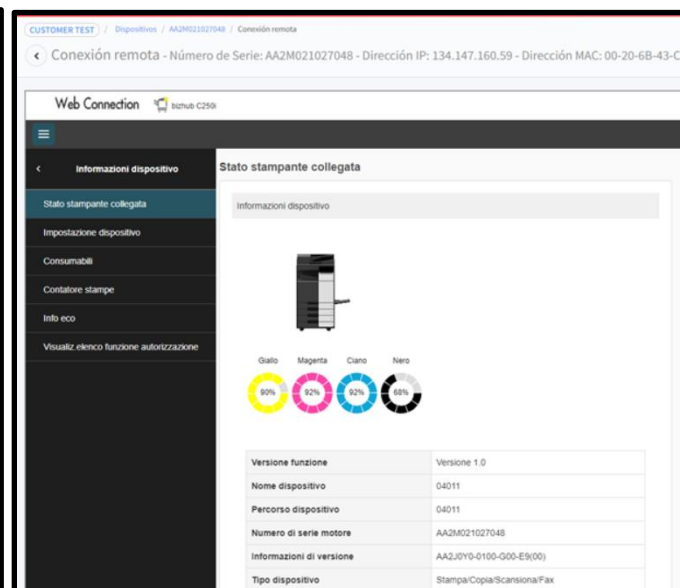 CUSTOMER TEST / Dispositivos / AA2M021027048 / Conexión remota
Conexión remota - Número de Serie: AA2M021027048 - Dirección IP: 134.147.160.59 - Dirección MAC: 00-20-6B-43-C
Web Connection bizhub C250i
Informazioni dispositivo
Stato stampante collegata
Impostazione dispositivo
Consumabili
Contatore stampe
Info eco
Visualiz.elenco funzione autorizzazione
Stato stampante collegata
Informazioni dispositivo
Giallo Magenta Ciano Nero
90% 92% 92% 68%
Versione funzione Versione 1.0
Nome dispositivo 04011
Percorso dispositivo 04011
Numero di serie motore AA2M021027048
Informazioni di versione AA2J0Y0-0100-G00-E9(00)
Tipo dispositivo Stampa/Copia/Scansiona/Fax